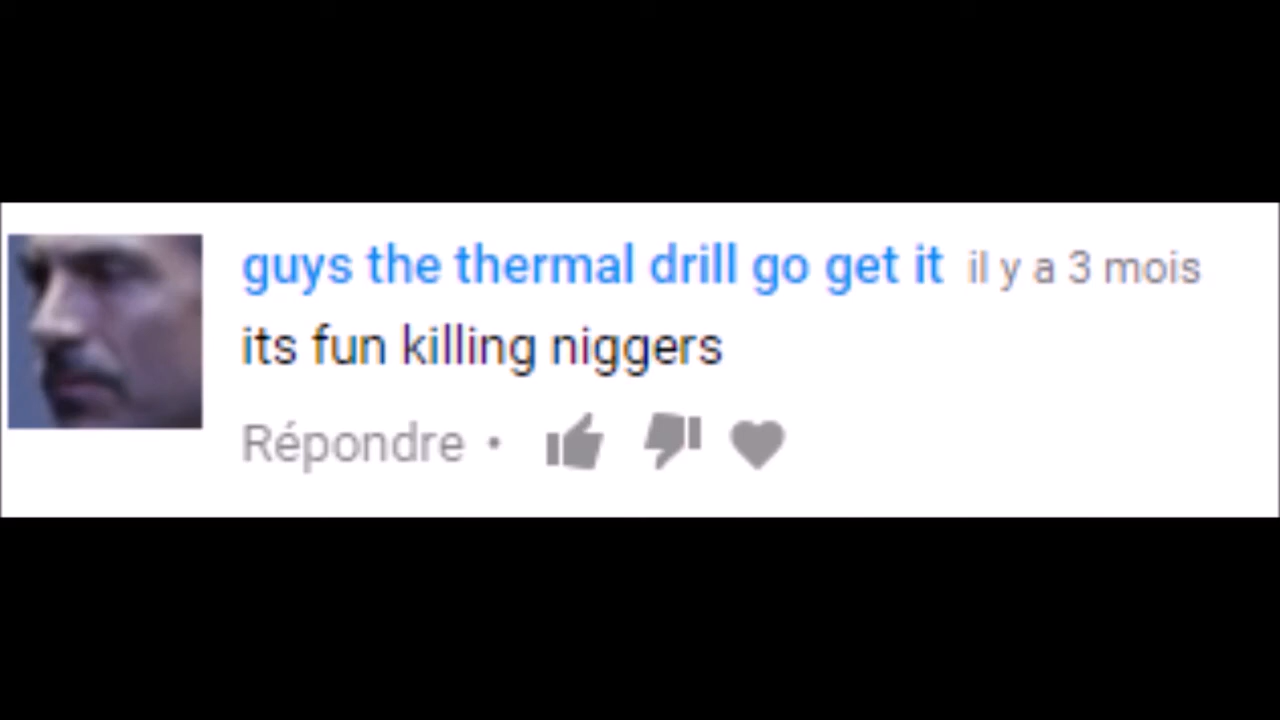 guys the thermal drill go get it il y a 3 mois
its fun killing niggers
Répondre •